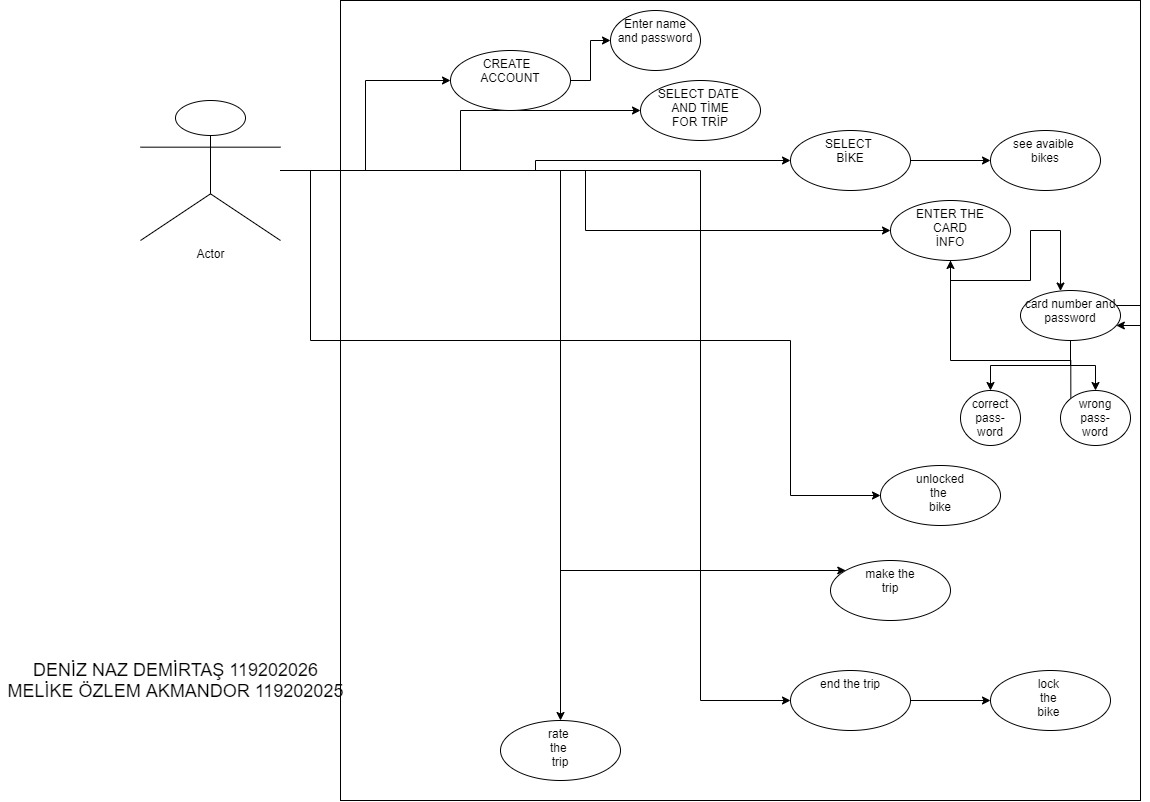 Enter name
and password
CREATE
ACCOUNT
SELECT DATE
AND TİME
FOR TRİP
SELECT
BİKE
see avaible
bikes
ENTER THE
CARD
İNFO
Actor
card number and
password
correct
pass-
word
wrong
pass-
word
unlocked
the
bike
make the
trip
DENİZ NAZ DEMİRTAŞ 119202026
MELİKE ÖZLEM AKMANDOR 119202025
end the trip
lock
the
bike
rate
the
trip